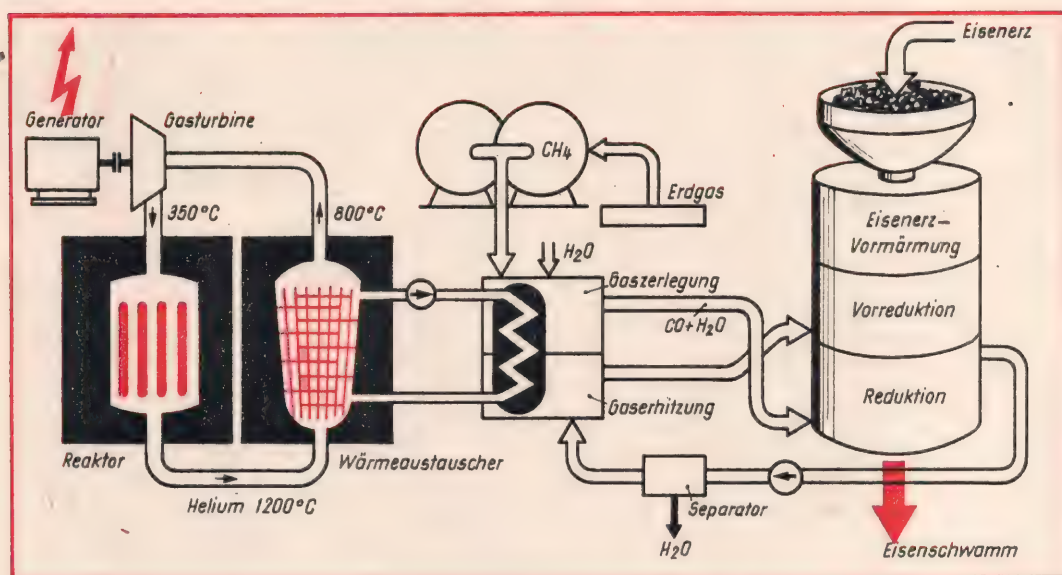 Eisenerz
Generator
Gasturbine
CH4
Erdgas
350°C
800°C
H2O
Eisenerz-
Vormärmung
Gaszerlegung
CO+H2O
Vorreduktion
Reduktion
Gaserhitzung
Reaktor
Wärmeaustauscher
Helium 1200°C
Separator
H2O
Eisenschwamm